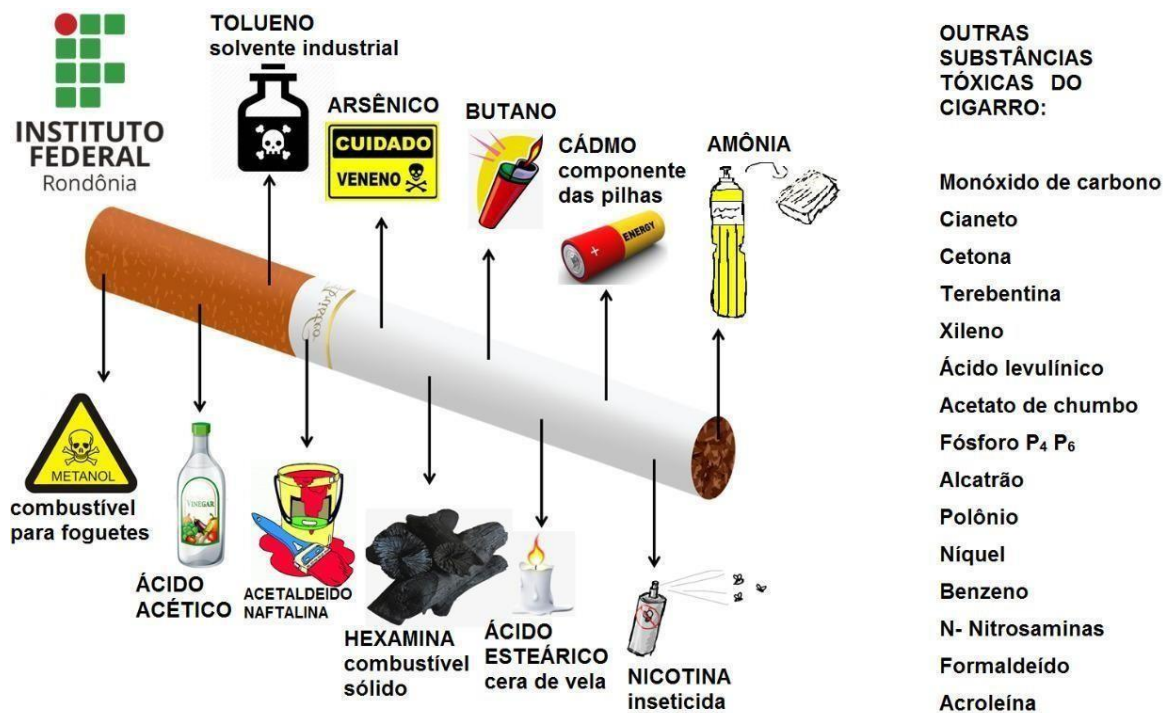 INSTITUTO
FEDERAL
Rondônia
TOLUENO
solvente industrial
ARSÊNICO
CUIDADO
VENENO
BUTANO
CÁDMO
componente
das pilhas
ENERGY
AMÔNIA
METANOL
combustível
para foguetes
VINEGAR
ÁCIDO
ACÉTICO
ACETALDEIDO
NAFTALINA
HEXAMINA
combustível
sólido
ÁCIDO
ESTEÁRICO
cera de vela
NICOTINA
inseticida
OUTRAS
SUBSTÂNCIAS
TÓXICAS DO
CIGARRO:
Monóxido de carbono
Cianeto
Cetona
Terebentina
Xileno
Ácido levulínico
Acetato de chumbo
Fósforo P₄ P₆
Alcatrão
Polônio
Níquel
Benzeno
N- Nitrosaminas
Formaldeído
Acroleína